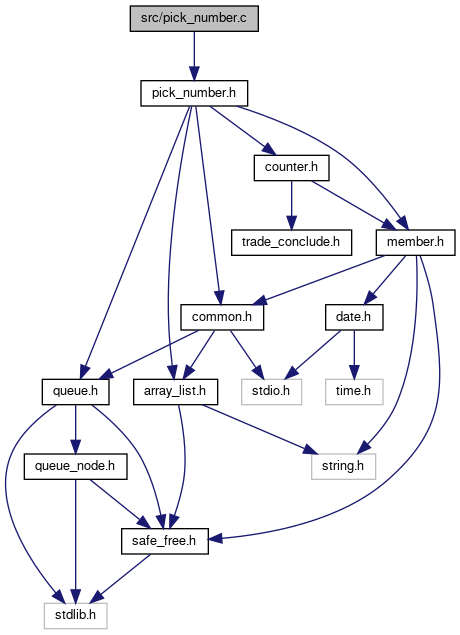 src/pick_number.c
pick_number.h
counter.h
trade_conclude.h
member.h
common.h
date.h
queue.h
array_list.h
stdio.h
time.h
queue_node.h
string.h
safe_free.h
stdlib.h